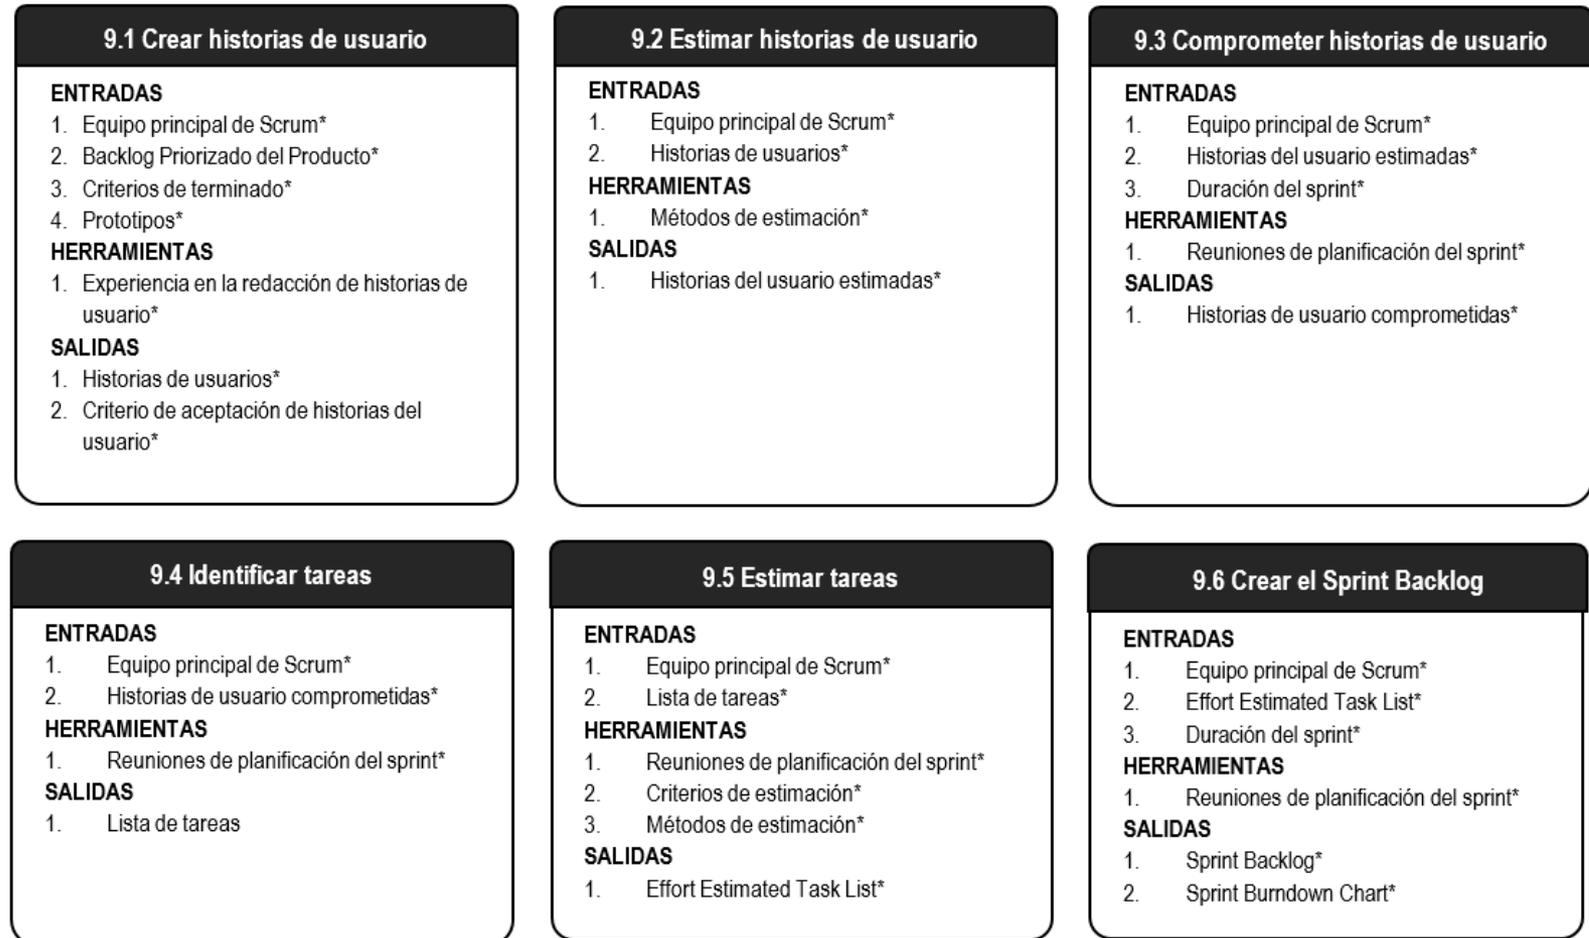 9.1 Crear historias de usuario
ENTRADAS
1. Equipo principal de Scrum*
2. Backlog Priorizado del Producto*
3. Criterios de terminado*
4. Prototipos*
HERRAMIENTAS
1. Experiencia en la redacción de historias de
usuario*
SALIDAS
1. Historias de usuarios*
2. Criterio de aceptación de historias del
usuario*
9.2 Estimar historias de usuario
ENTRADAS
1. Equipo principal de Scrum*
2. Historias de usuarios*
HERRAMIENTAS
1. Métodos de estimación*
SALIDAS
1. Historias del usuario estimadas*
9.3 Comprometer historias de usuario
ENTRADAS
1. Equipo principal de Scrum*
2. Historias del usuario estimadas*
3. Duración del sprint*
HERRAMIENTAS
1. Reuniones de planificación del sprint*
SALIDAS
1. Historias de usuario comprometidas*
9.4 Identificar tareas
ENTRADAS
1. Equipo principal de Scrum*
2. Historias de usuario comprometidas*
HERRAMIENTAS
1. Reuniones de planificación del sprint*
SALIDAS
1. Lista de tareas
9.5 Estimar tareas
ENTRADAS
1. Equipo principal de Scrum*
2. Lista de tareas*
HERRAMIENTAS
1. Reuniones de planificación del sprint*
2. Criterios de estimación*
3. Métodos de estimación*
SALIDAS
1. Effort Estimated Task List*
9.6 Crear el Sprint Backlog
ENTRADAS
1. Equipo principal de Scrum*
2. Effort Estimated Task List*
3. Duración del sprint*
HERRAMIENTAS
1. Reuniones de planificación del sprint*
SALIDAS
1. Sprint Backlog*
2. Sprint Burndown Chart*